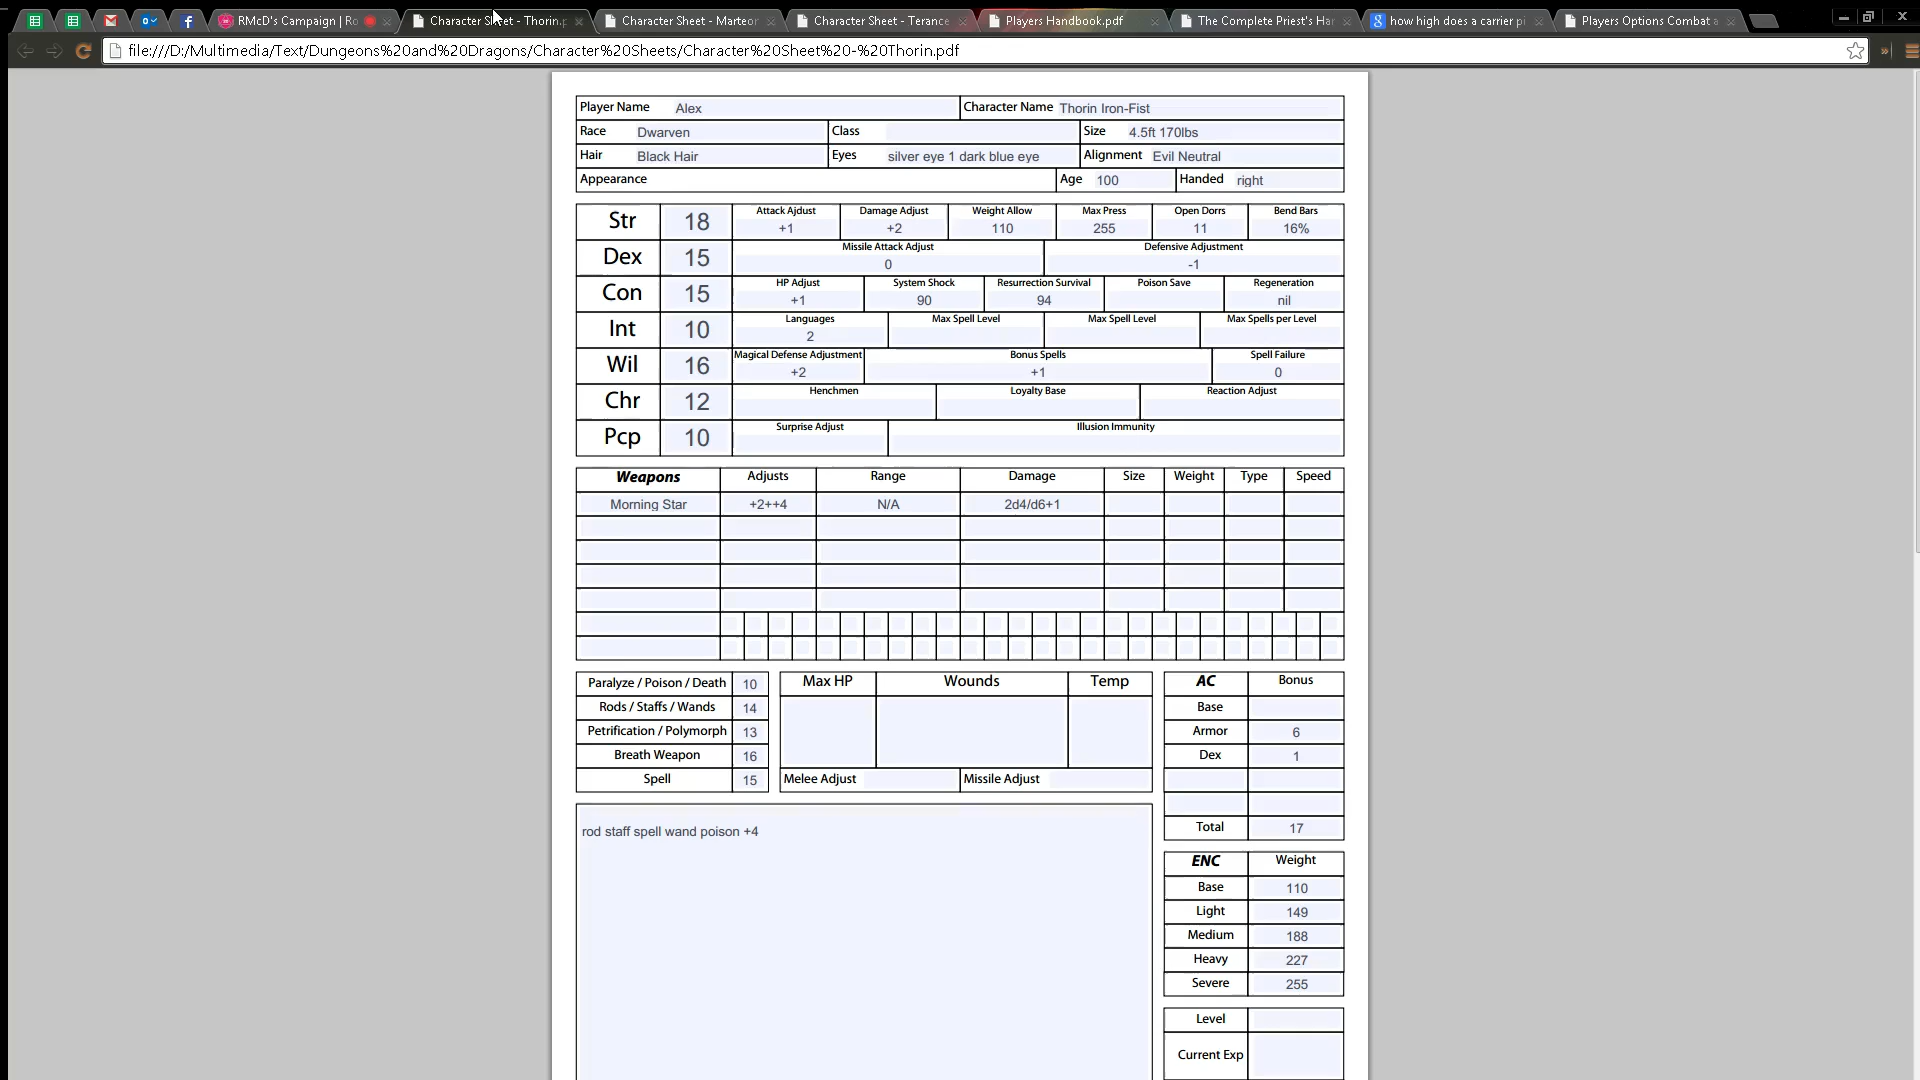 RMcD's Campaign | Ro
Character Sheet - Thorin.p
Character Sheet - Marteor
Character Sheet - Terance
Players Handbook.pdf
The Complete Priest's Har
how high does a carrier pi
Players Options Combat a
file:///D:/Multimedia/Text/Dungeons%20and%20Dragons/Character%20Sheets/Character%20Sheet%20-%20Thorin.pdf
Player Name Alex Character Name Thorin Iron-Fist
Race Dwarven Class Size 4.5ft 170lbs
Hair Black Hair Eyes silver eye 1 dark blue eye Alignment Evil Neutral
Appearance Age 100 Handed right
Str 18 Attack Ajdust Damage Adjust Weight Allow Max Press Open Dorrs Bend Bars
+1 +2 110 255 11 16%
Dex 15 Missile Attack Adjust Defensive Adjustment
0 -1
Con 15 HP Adjust System Shock Resurrection Survival Poison Save Regeneration
+1 90 94 nil
Int 10 Languages Max Spell Level Max Spell Level Max Spells per Level
2
Wil 16 Magical Defense Adjustment Bonus Spells Spell Failure
+2 +1 0
Chr 12 Henchmen Loyalty Base Reaction Adjust
Pcp 10 Surprise Adjust Illusion Immunity
Weapons Adjusts Range Damage Size Weight Type Speed
Morning Star +2++4 N/A 2d4/d6+1
Paralyze / Poison / Death 10
Rods / Staffs / Wands 14
Petrification / Polymorph 13
Breath Weapon 16
Spell 15
Max HP Wounds Temp
Melee Adjust Missile Adjust
AC Bonus
Base
Armor 6
Dex 1
Total 17
rod staff spell wand poison +4
ENC Weight
Base 110
Light 149
Medium 188
Heavy 227
Severe 255
Level
Current Exp